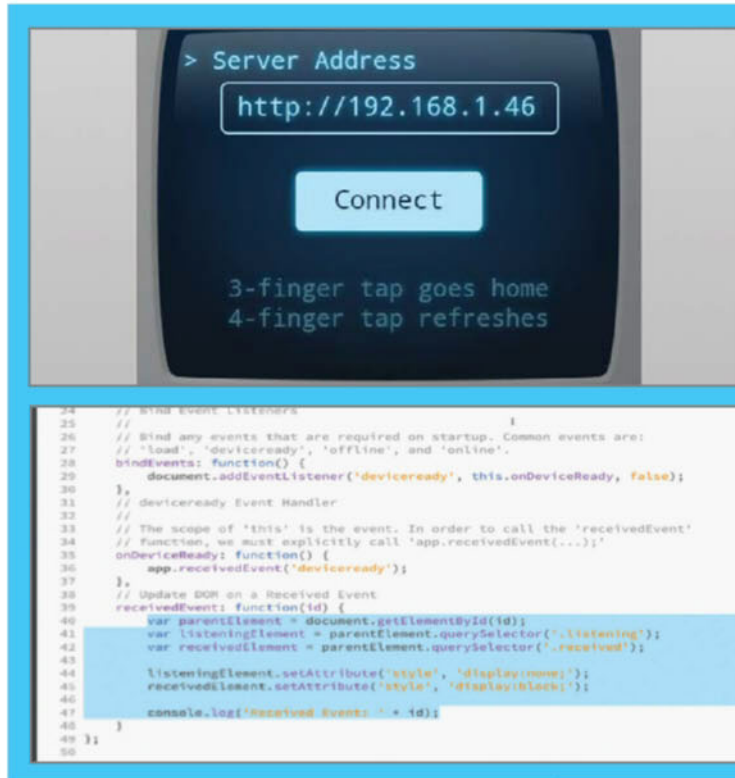 > Server Address
http://192.168.1.46
Connect
3-finger tap goes home
4-finger tap refreshes
24 // Bind Event Listeners
25 //
26 // Bind any events that are required on startup. Common events are:
27 // 'load', 'deviceready', 'offline', and 'online'.
28 bindEvents: function() {
29 document.addEventListener('deviceready', this.onDeviceReady, false);
30 },
31 // deviceready Event Handler
32 //
33 // The scope of 'this' is the event. In order to call the 'receivedEvent'
34 // function, we must explicitly call 'app.receivedEvent(...);'
35 onDeviceReady: function() {
36 app.receivedEvent('deviceready');
37 },
38 // Update DOM on a Received Event
39 receivedEvent: function(id) {
40 var parentElement = document.getElementById(id);
41 var listeningElement = parentElement.querySelector('.listening');
42 var receivedElement = parentElement.querySelector('.received');
43
44 listeningElement.setAttribute('style', 'display:none;');
45 receivedElement.setAttribute('style', 'display:block;');
46
47 console.log('Received Event: ' + id);
48 }
49 };
50